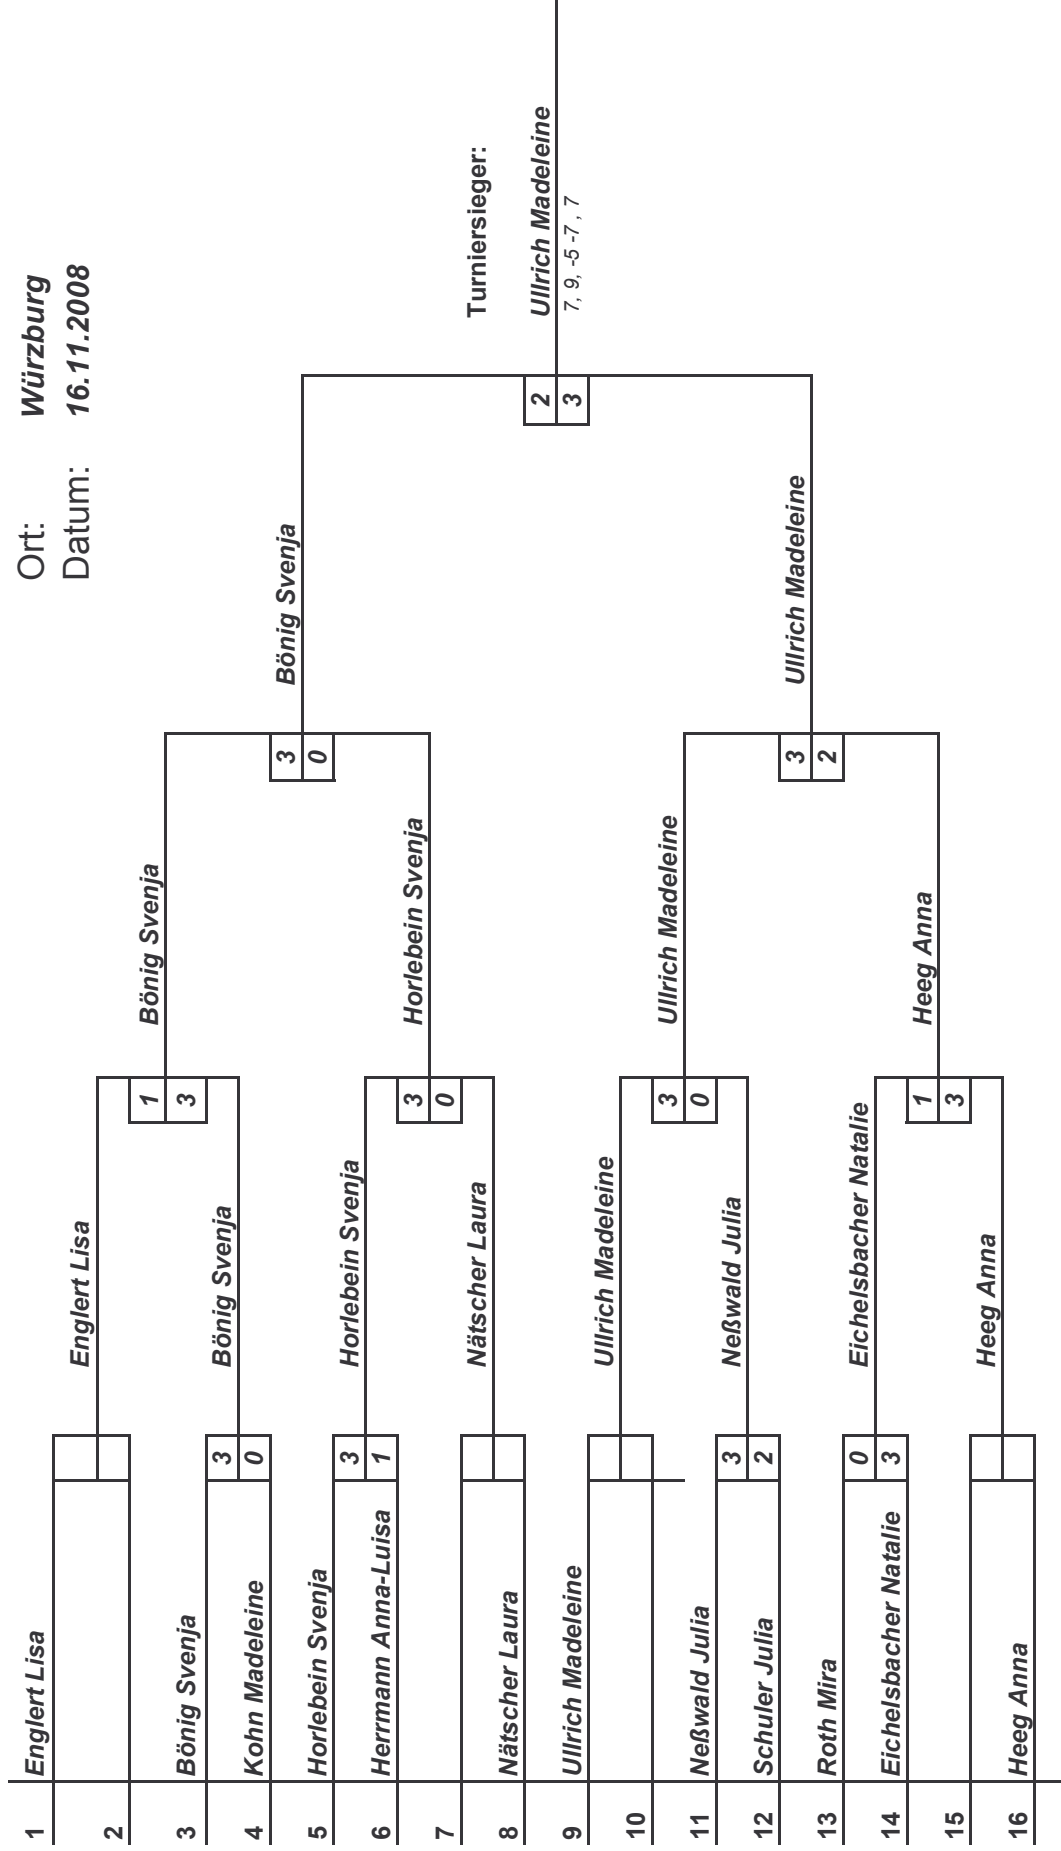 Ort: Würzburg
Datum: 16.11.2008
1 Englert Lisa
2
3 Bönig Svenja
4 Kohn Madeleine
5 Horlebein Svenja
6 Herrmann Anna-Luisa
7
8 Nätscher Laura
9 Ullrich Madeleine
10
11 Neßwald Julia
12 Schuler Julia
13 Roth Mira
14 Eichelsbacher Natalie
15
16 Heeg Anna
3
0
3
1
3
2
0
3
Englert Lisa
Bönig Svenja
Horlebein Svenja
Nätscher Laura
Ullrich Madeleine
Neßwald Julia
Eichelsbacher Natalie
Heeg Anna
1
3
3
0
3
0
1
3
Bönig Svenja
Horlebein Svenja
Ullrich Madeleine
Heeg Anna
3
0
3
2
Bönig Svenja
Ullrich Madeleine
2
3
Turniersieger:
Ullrich Madeleine
7, 9, -5 -7 , 7